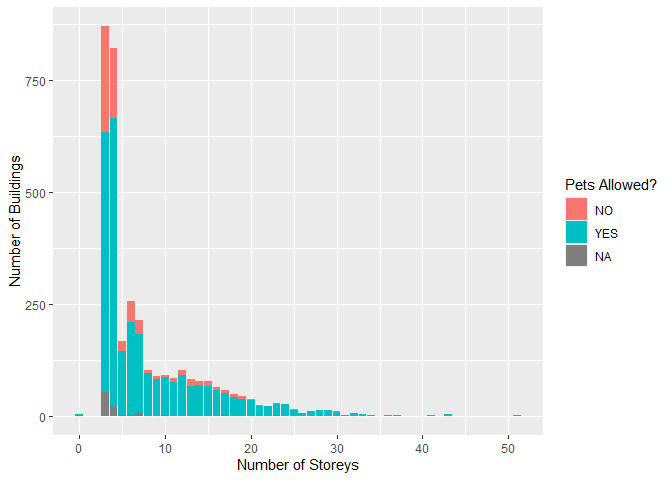 Number of Buildings
750
500
250
0
0 10 20 30 40 50
Number of Storeys
Pets Allowed?
NO
YES
NA